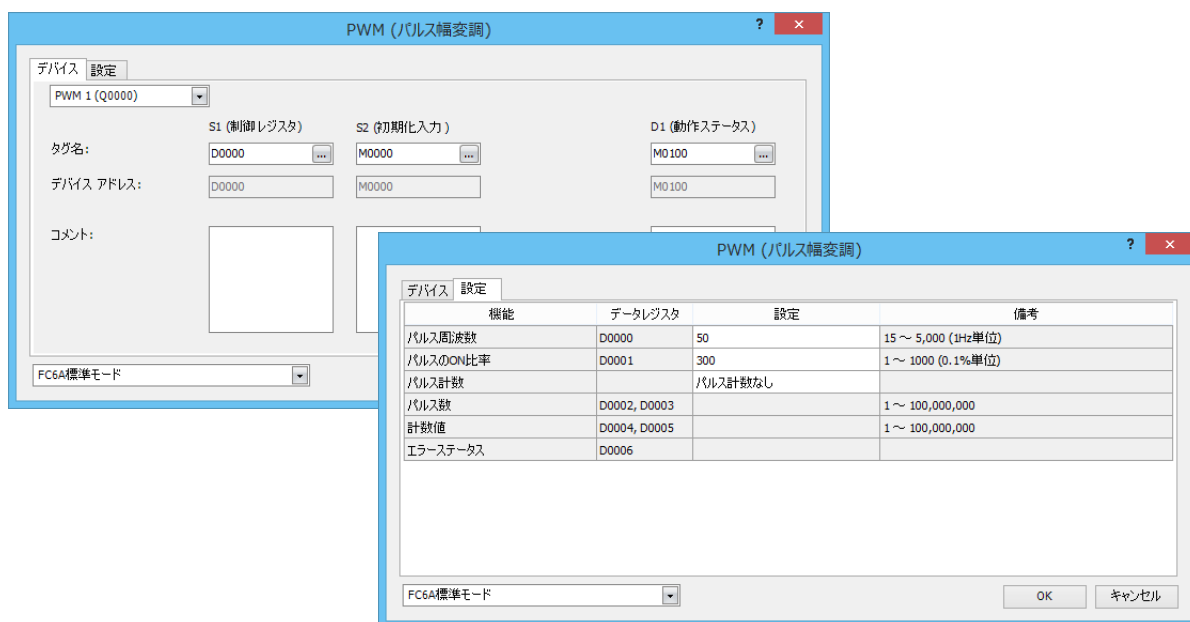 PWM (パルス幅変調)
? ×
デバイス 設定
PWM 1 (Q0000)
S1 (制御レジスタ) S2 (初期化入力) D1 (動作ステータス)
タグ名: D0000 ... M0000 ... M0100 ...
デバイス アドレス: D0000 M0000 M0100
コメント:
FC6A標準モード
PWM (パルス幅変調)
? ×
デバイス 設定
機能 データレジスタ 設定 備考
パルス周波数 D0000 50 15 ～ 5,000 (1Hz単位)
パルスのON比率 D0001 300 1 ～ 1000 (0.1%単位)
パルス計数 パルス計数なし
パルス数 D0002, D0003 1 ～ 100,000,000
計数値 D0004, D0005 1 ～ 100,000,000
エラーステータス D0006
FC6A標準モード
OK キャンセル